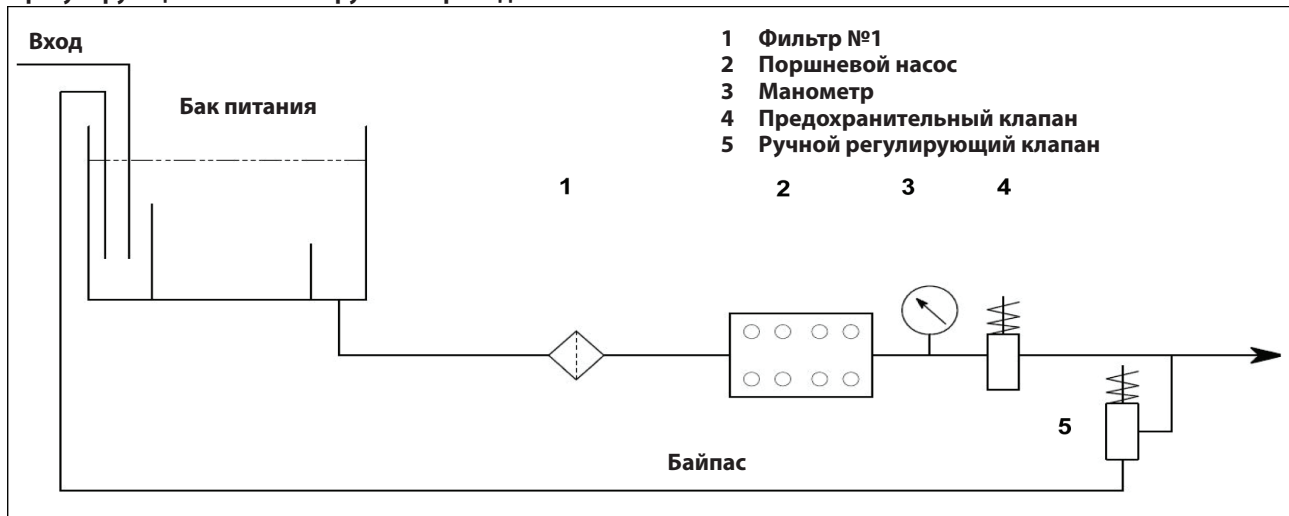 Вход
Бак питания
1 Фильтр №1
2 Поршневой насос
3 Манометр
4 Предохранительный клапан
5 Ручной регулирующий клапан
1 2 3 4
5
Байпас